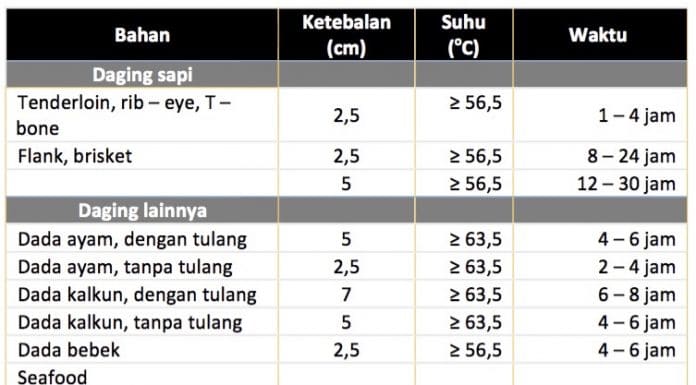 Bahan Ketebalan (cm) Suhu (°C) Waktu
Daging sapi
Tenderloin, rib – eye, T – bone 2,5 ≥ 56,5 1 – 4 jam
Flank, brisket 2,5 ≥ 56,5 8 – 24 jam
5 ≥ 56,5 12 – 30 jam
Daging lainnya
Dada ayam, dengan tulang 5 ≥ 63,5 4 – 6 jam
Dada ayam, tanpa tulang 2,5 ≥ 63,5 2 – 4 jam
Dada kalkun, dengan tulang 7 ≥ 63,5 6 – 8 jam
Dada kalkun, tanpa tulang 5 ≥ 63,5 4 – 6 jam
Dada bebek 2,5 ≥ 56,5 4 – 6 jam
Seafood